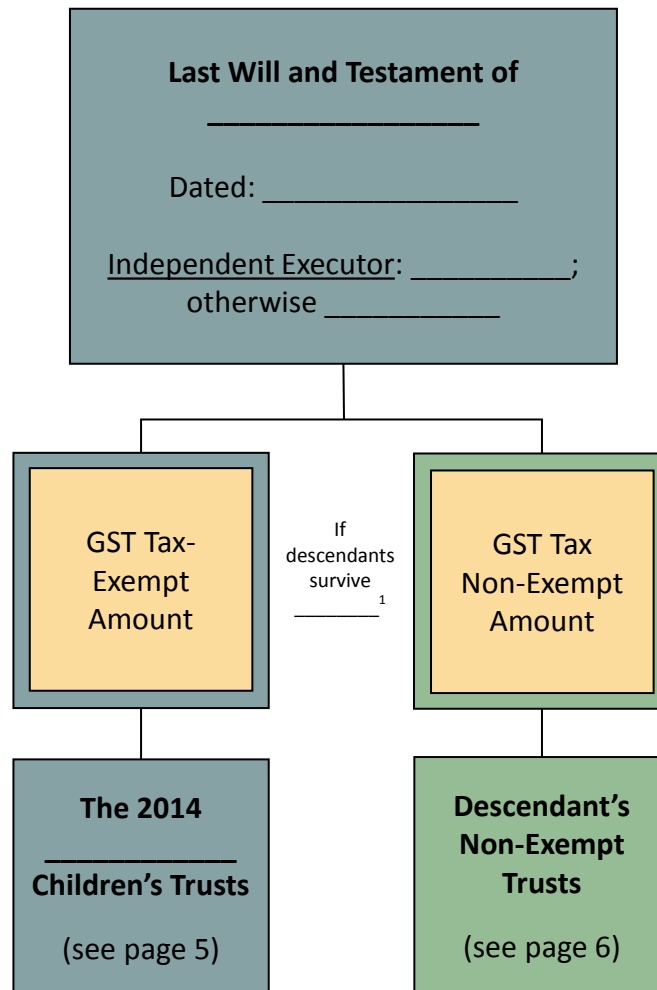 Last Will and Testament of
_________________
Dated: ________________
Independent Executor: __________;
otherwise ___________
GST Tax-
Exempt
Amount
If
descendants
survive
________1
GST Tax
Non-Exempt
Amount
The 2014
____________
Children’s Trusts
(see page 5)
Descendant’s
Non-Exempt
Trusts
(see page 6)